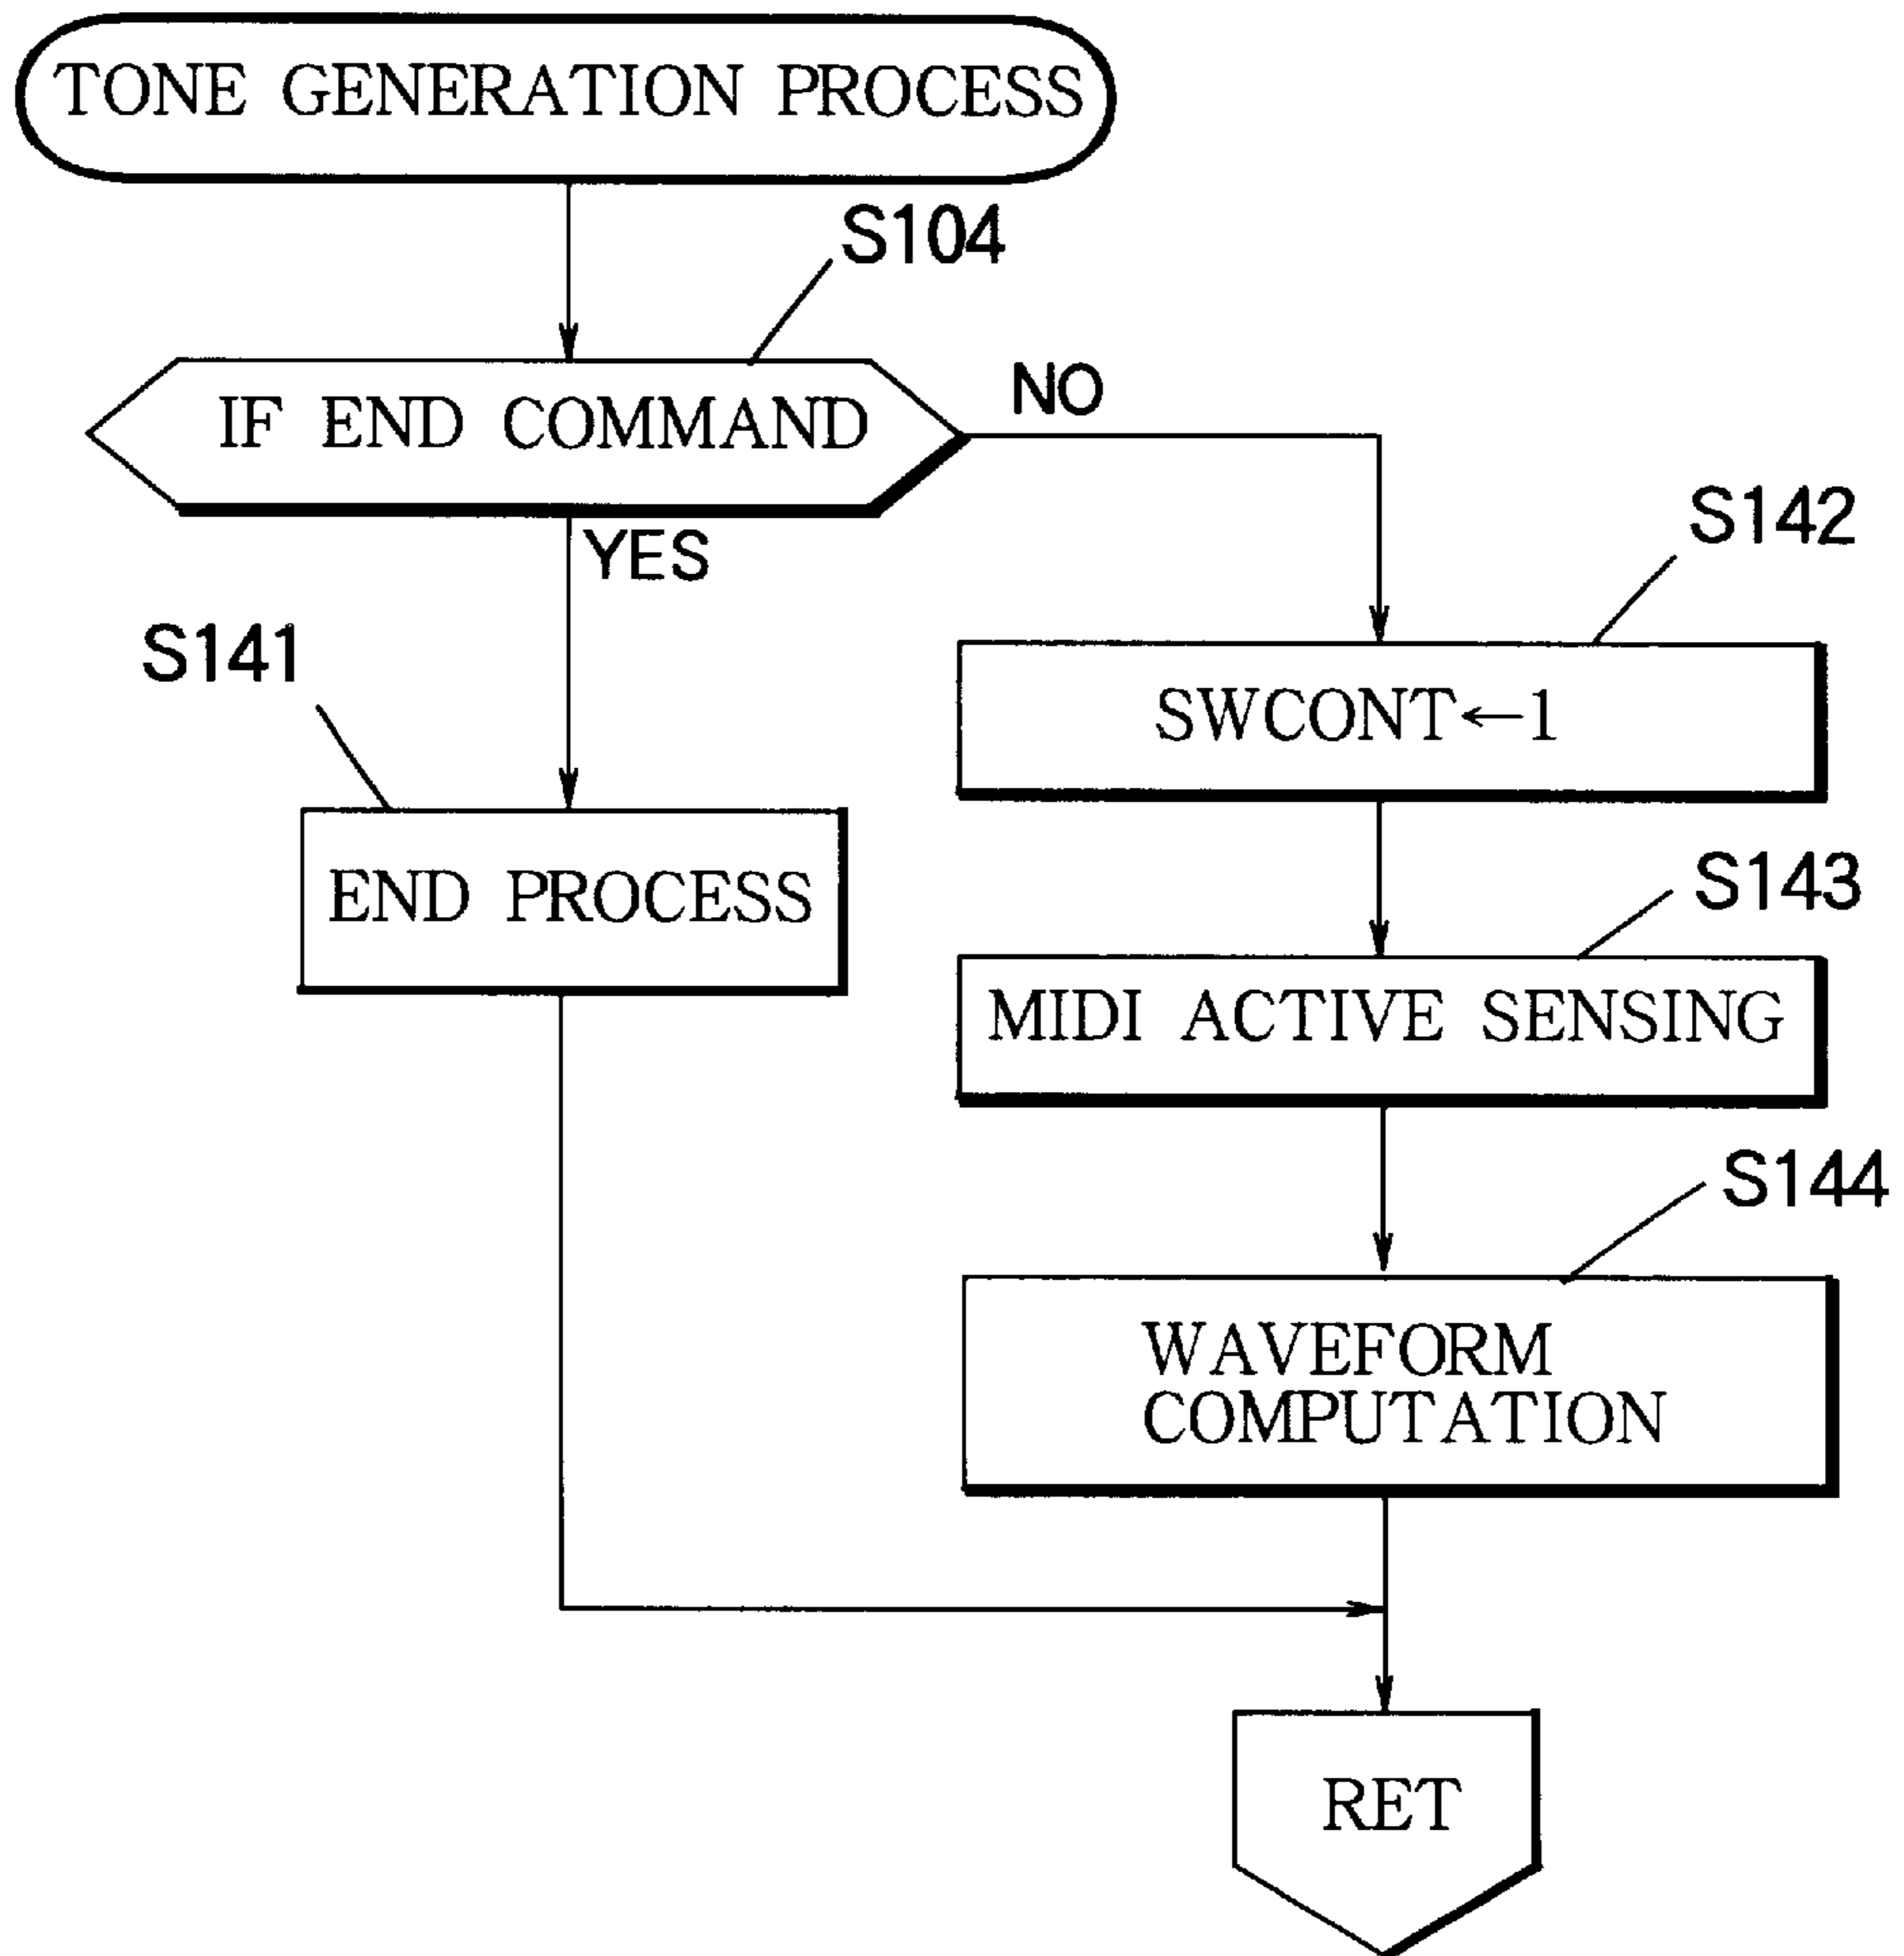 TONE GENERATION PROCESS
S104
IF END COMMAND
NO
YES
S142
S141
SWCONT←1
END PROCESS
S143
MIDI ACTIVE SENSING
S144
WAVEFORM
COMPUTATION
RET